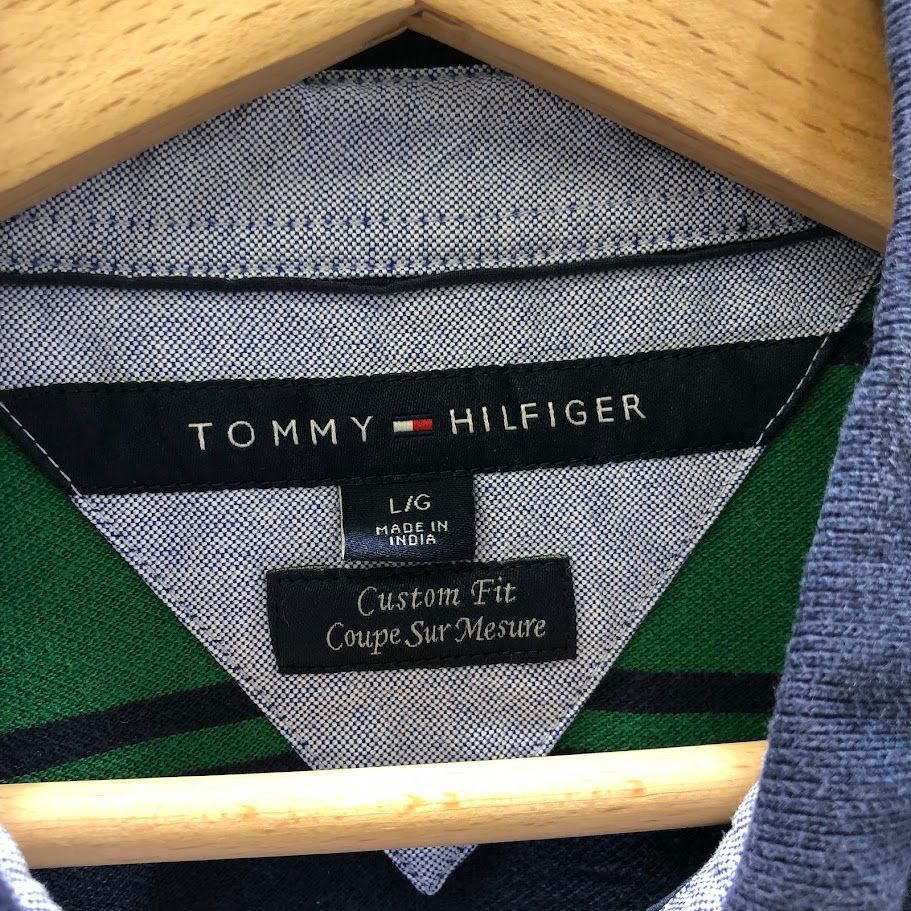 TOMMY HILFIGER
L/G
MADE IN
INDIA
Custom Fit
Coupe Sur Mesure